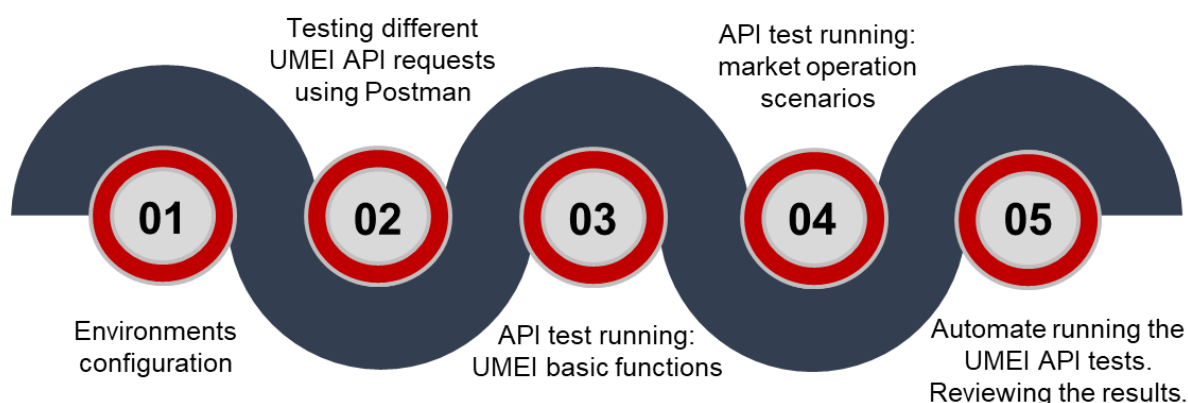 01
Environments
configuration
02
Testing different
UMEI API requests
using Postman
03
API test running:
UMEI basic functions
04
API test running:
market operation
scenarios
05
Automate running the
UMEI API tests.
Reviewing the results.